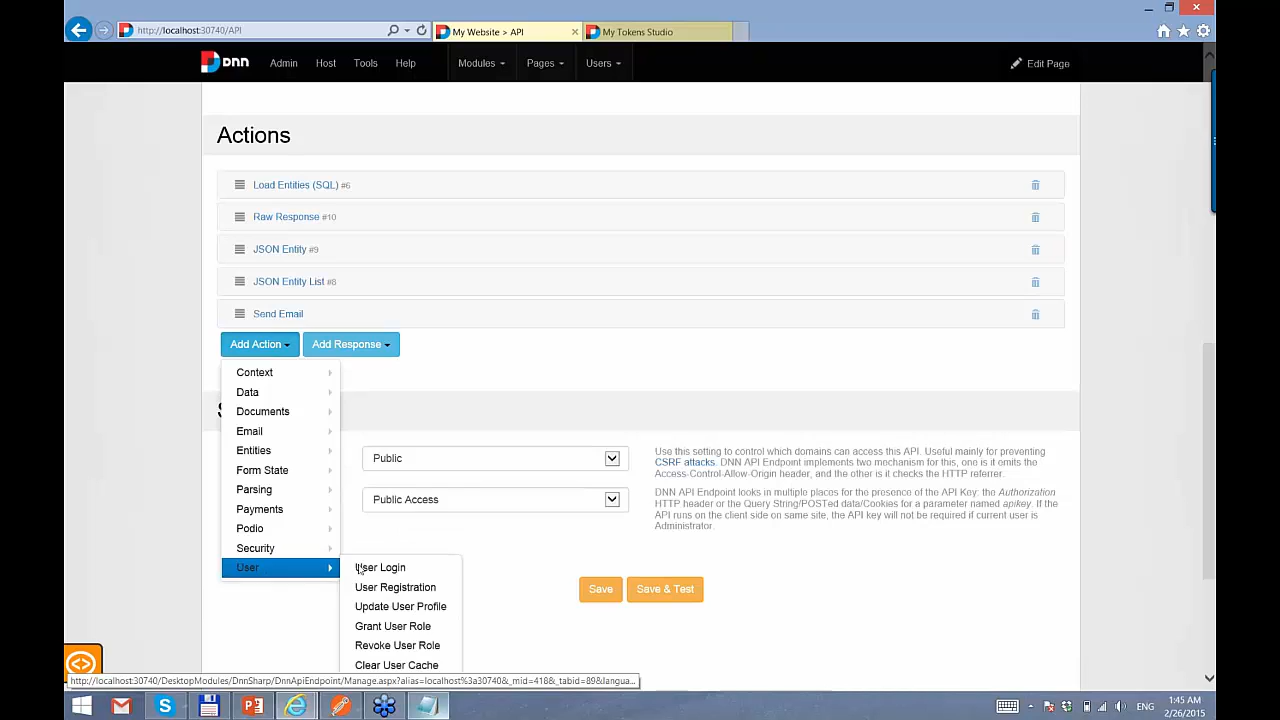 http://localhost:30740/API
My Website > API
My Tokens Studio
DNN
Admin
Host
Tools
Help
Modules
Pages
Users
Edit Page
Actions
Load Entities (SQL) #6
Raw Response #10
JSON Entity #9
JSON Entity List #8
Send Email
Add Action
Add Response
Context
Data
Documents
Email
Entities
Form State
Parsing
Payments
Podio
Security
User
User Login
User Registration
Update User Profile
Grant User Role
Revoke User Role
Clear User Cache
Public
Public Access
Use this setting to control which domains can access this API. Useful mainly for preventing
CSRF attacks. DNN API Endpoint implements two mechanism for this, one is it emits the
Access-Control-Allow-Origin header, and the other is it checks the HTTP referrer.
DNN API Endpoint looks in multiple places for the presence of the API Key: the Authorization
HTTP header or the Query String/POSTed data/Cookies for a parameter named apikey. If the
API runs on the client side on same site, the API key will not be required if current user is
Administrator.
Save
Save & Test
http://localhost:30740/DesktopModules/DnnSharp/DnnApiEndpoint/Manage.aspx?alias=localhost%3a30740&_mid=418&_tabid=89&langua...
ENG
1:45 AM
2/26/2015